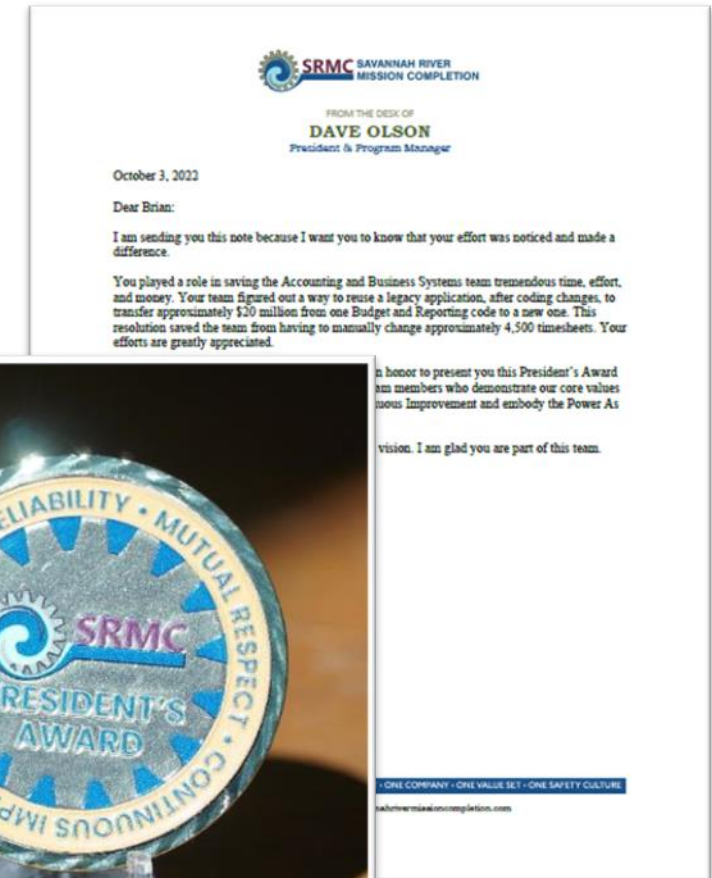 SRMC SAVANNAH RIVER
MISSION COMPLETION
FROM THE DESK OF
DAVE OLSON
President & Program Manager
October 3, 2022
Dear Brian:
I am sending you this note because I want you to know that your effort was noticed and made a
difference.
You played a role in saving the Accounting and Business Systems team tremendous time, effort,
and money. Your team figured out a way to reuse a legacy application, after coding changes, to
transfer approximately $20 million from one Budget and Reporting code to a new one. This
resolution saved the team from having to manually change approximately 4,500 timesheets. Your
efforts are greatly appreciated.
honor to present you this President's Award
members who demonstrate our core values
Improvement and embody the Power As
vision. I am glad you are part of this team.
• ONE COMPANY • ONE VALUE SET • ONE SAFETY CULTURE
ELIABILITY • MUTUAL RESPECT • CONTINUOUS IMP
SRMC
RESIDENT'S
AWARD